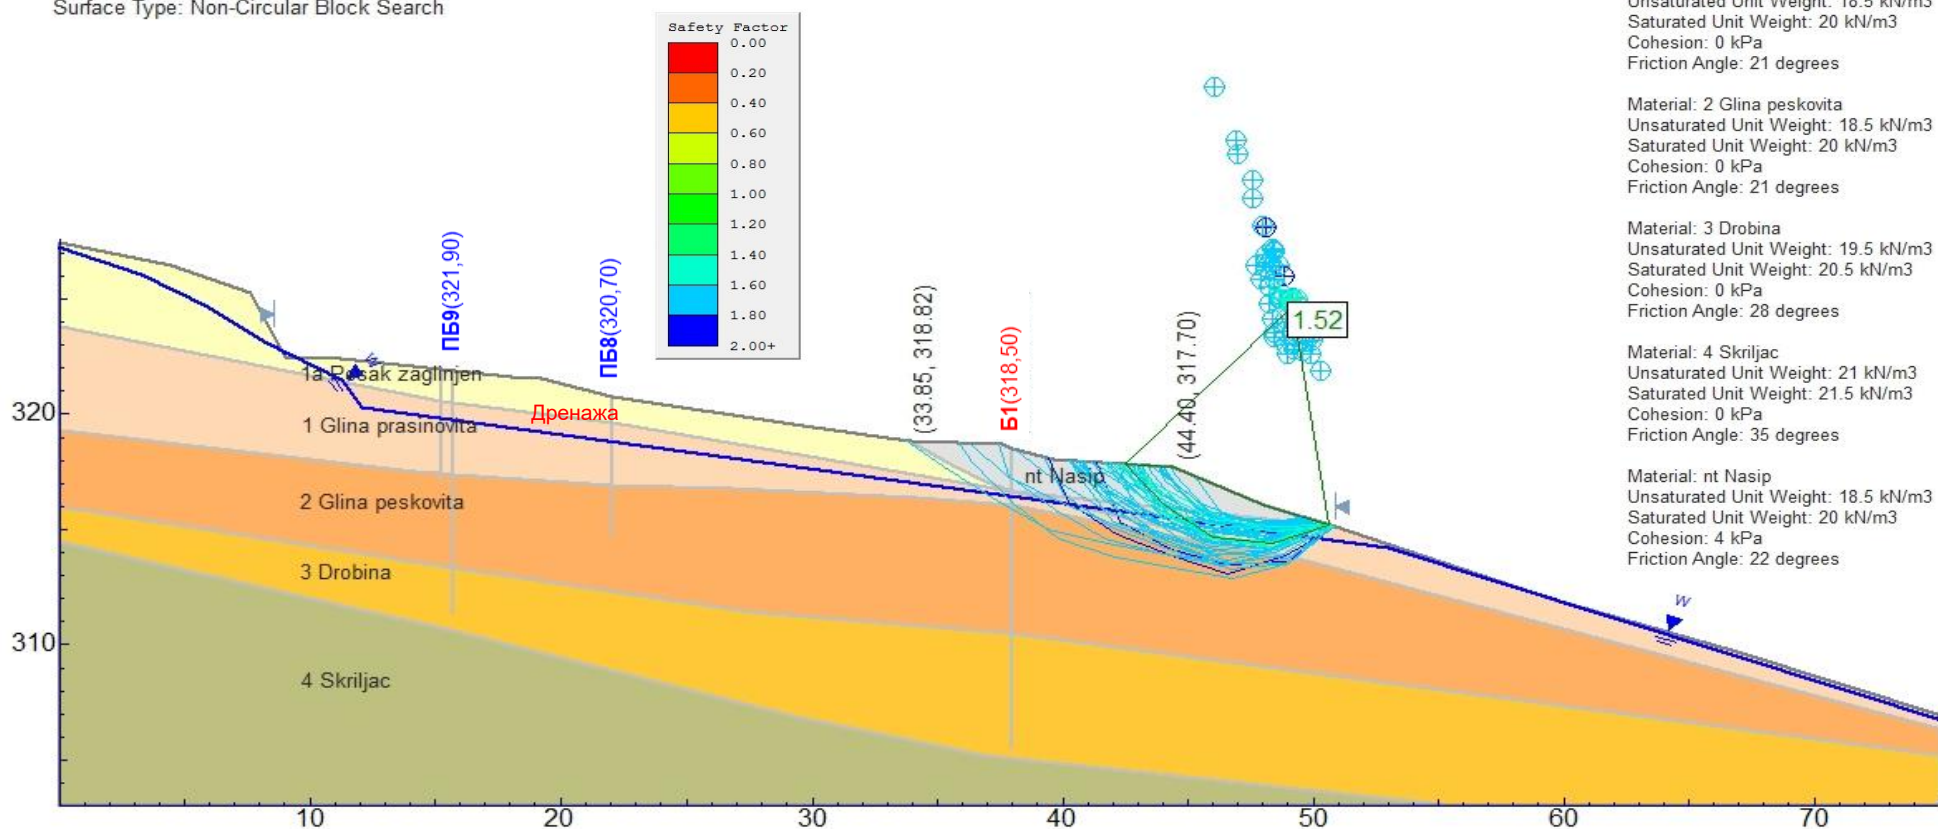 Surface Type: Non-Circular Block Search
Safety Factor
0.00
0.20
0.40
0.60
0.80
1.00
1.20
1.40
1.60
1.80
2.00+
Unsaturated Unit Weight: 18.5 kN/m3
Saturated Unit Weight: 20 kN/m3
Cohesion: 0 kPa
Friction Angle: 21 degrees
Material: 2 Glina peskovita
Unsaturated Unit Weight: 18.5 kN/m3
Saturated Unit Weight: 20 kN/m3
Cohesion: 0 kPa
Friction Angle: 21 degrees
Material: 3 Drobina
Unsaturated Unit Weight: 19.5 kN/m3
Saturated Unit Weight: 20.5 kN/m3
Cohesion: 0 kPa
Friction Angle: 28 degrees
Material: 4 Skriljac
Unsaturated Unit Weight: 21 kN/m3
Saturated Unit Weight: 21.5 kN/m3
Cohesion: 0 kPa
Friction Angle: 35 degrees
Material: nt Nasip
Unsaturated Unit Weight: 18.5 kN/m3
Saturated Unit Weight: 20 kN/m3
Cohesion: 4 kPa
Friction Angle: 22 degrees
ПБ9(321,90)
ПБ8(320,70)
(33.85, 318.82)
Б1(318,50)
(44.40, 317.70)
1.52
W
1a Pesak zaglinjen
Дренажа
1 Glina prasinovita
nt Nasip
2 Glina peskovita
3 Drobina
4 Skriljac
W
320
310
10
20
30
40
50
60
70